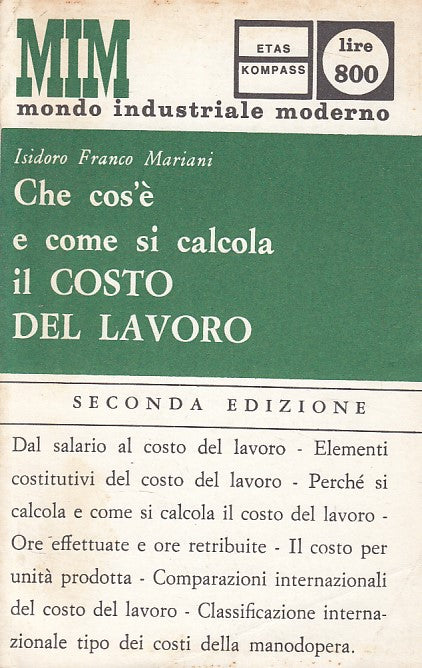 MIM
ETAS
KOMPASS
lire
800
mondo industriale moderno
Isidoro Franco Mariani
Che cos'è
e come si calcola
il COSTO
DEL LAVORO
SECONDA EDIZIONE
Dal salario al costo del lavoro - Elementi
costitutivi del costo del lavoro - Perché si
calcola e come si calcola il costo del lavoro -
Ore effettuate e ore retribuite - Il costo per
unità prodotta - Comparazioni internazionali
del costo del lavoro - Classificazione interna-
zionale tipo dei costi della manodopera.